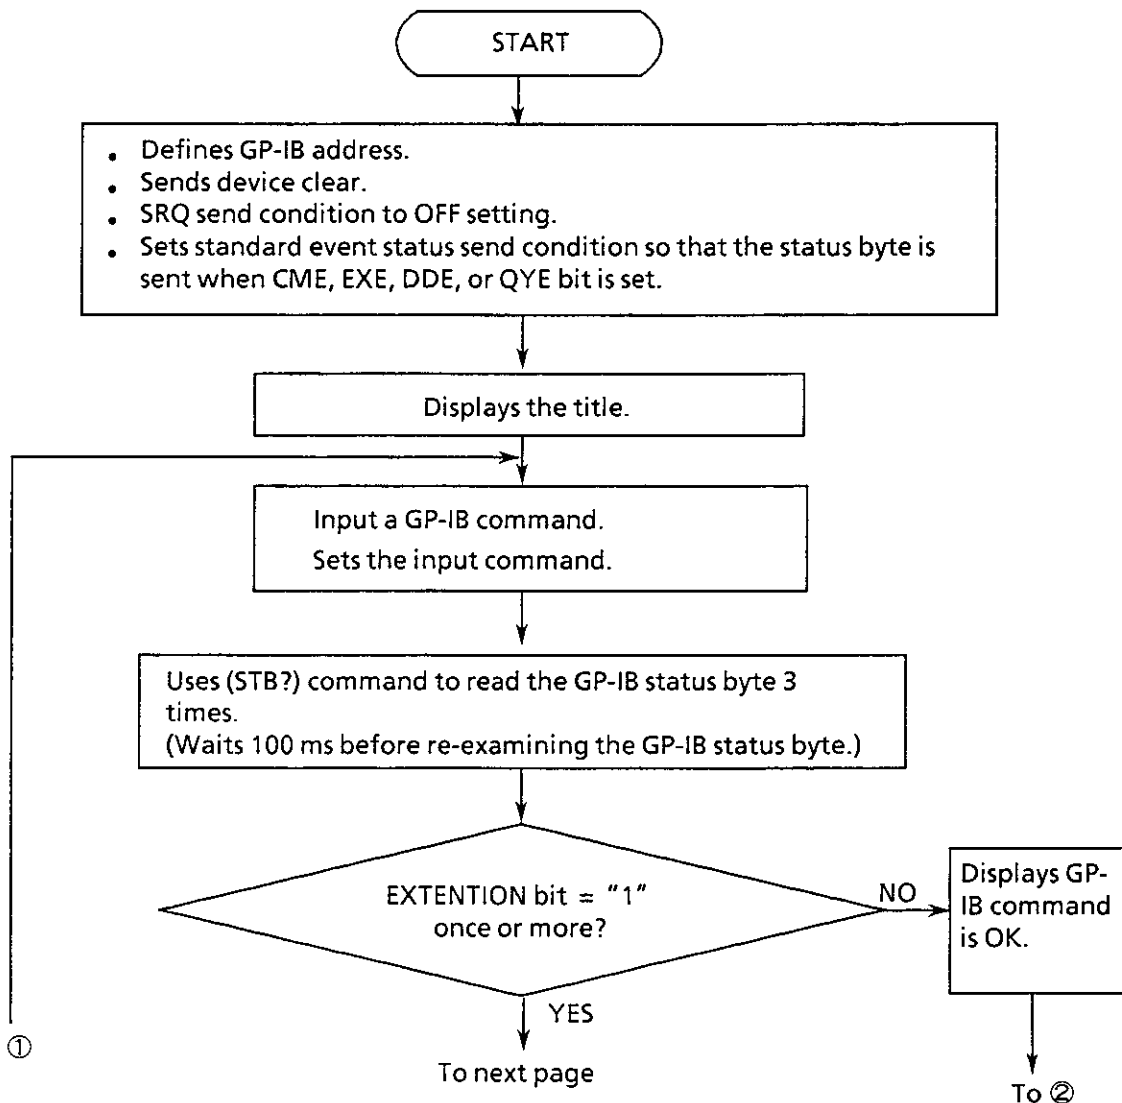 START
• Defines GP-IB address.
• Sends device clear.
• SRQ send condition to OFF setting.
• Sets standard event status send condition so that the status byte is
sent when CME, EXE, DDE, or QYE bit is set.
Displays the title.
Input a GP-IB command.
Sets the input command.
Uses (STB?) command to read the GP-IB status byte 3
times.
(Waits 100 ms before re-examining the GP-IB status byte.)
EXTENTION bit = "1"
once or more?
NO
Displays GP-
IB command
is OK.
YES
①
To next page
To ②